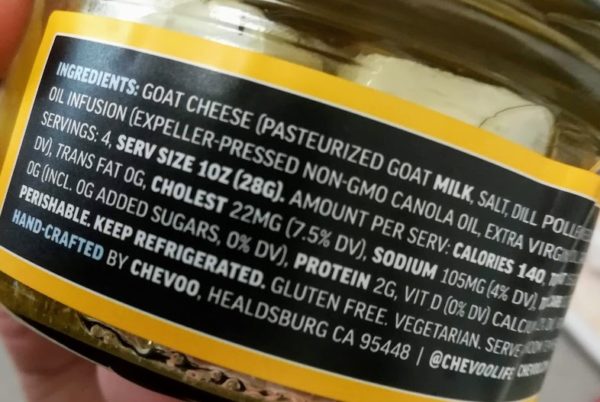 INGREDIENTS: GOAT CHEESE (PASTEURIZED GOAT MILK, SALT, DILL POLLEN
OIL INFUSION (EXPELLER-PRESSED NON-GMO CANOLA OIL, EXTRA VIRGIN
SERVINGS: 4, SERV SIZE 1OZ (28G). AMOUNT PER SERV: CALORIES 140,
DV), TRANS FAT 0G, CHOLEST 22MG (7.5% DV), SODIUM 105MG (4% DV),
0G (INCL. 0G ADDED SUGARS, 0% DV), PROTEIN 2G, VIT D (0% DV) CALCIUM
PERISHABLE. KEEP REFRIGERATED. GLUTEN FREE. VEGETARIAN. SERVE
HAND-CRAFTED BY CHEVOO, HEALDSBURG CA 95448 | @CHEVOOLIFE